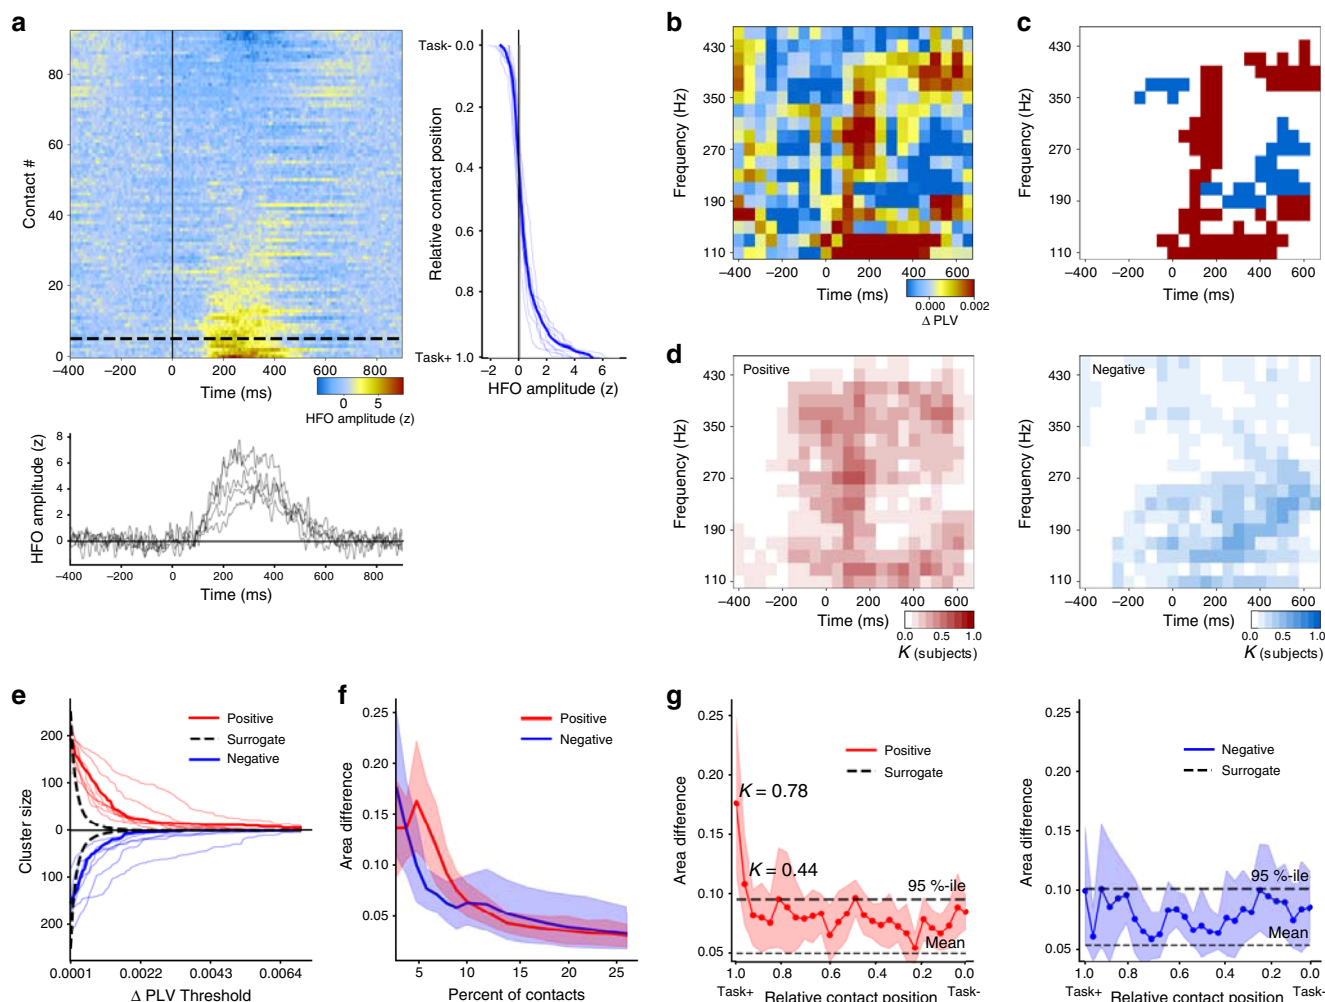 a
Contact #
80
60
40
20
0
−400 −200 0 200 400 600 800
Time (ms)
0 5
HFO amplitude (z)
Relative contact position
Task- 0.0
0.2
0.4
0.6
0.8
Task+ 1.0
−2 0 2 4 6
HFO amplitude (z)
HFO amplitude (z)
8
6
4
2
0
−400 −200 0 200 400 600 800
Time (ms)
b
Frequency (Hz)
430
350
270
190
110
−400 −200 0 200 400 600
Time (ms)
0.000 0.002
Δ PLV
c
Frequency (Hz)
430
350
270
190
110
−400 −200 0 200 400 600
Time (ms)
d
Positive
Frequency (Hz)
430
350
270
190
110
−400 −200 0 200 400 600
Time (ms)
0.0 0.5 1.0
K (subjects)
Negative
Frequency (Hz)
430
350
270
190
110
−400 −200 0 200 400 600
Time (ms)
0.0 0.5 1.0
K (subjects)
e
Positive
Surrogate
Negative
Cluster size
200
100
0
100
200
0.0001 0.0022 0.0043 0.0064
Δ PLV Threshold
f
Positive
Negative
Area difference
0.25
0.20
0.15
0.10
0.05
5 10 15 20 25
Percent of contacts
g
Positive
Surrogate
Area difference
0.25
0.20
0.15
0.10
0.05
K = 0.78
K = 0.44
95 %-ile
Mean
1.0 0.8 0.6 0.4 0.2 0.0
Task+ Relative contact position Task-
Negative
Surrogate
Area difference
0.25
0.20
0.15
0.10
0.05
95 %-ile
Mean
1.0 0.8 0.6 0.4 0.2 0.0
Task+ Relative contact position Task-